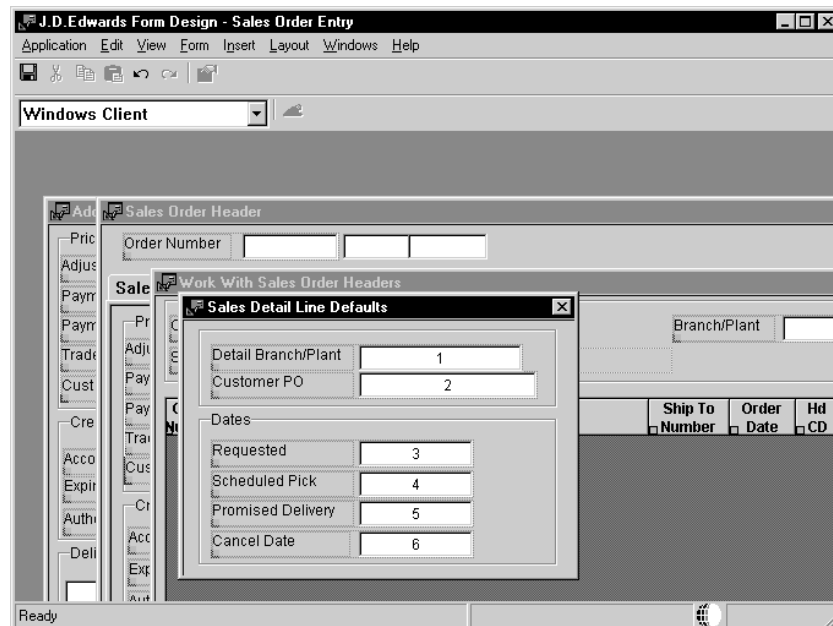 J.D.Edwards Form Design - Sales Order Entry
Application Edit View Form Insert Layout Windows Help
Windows Client
Sales Order Header
Order Number
Work With Sales Order Headers
Sales Detail Line Defaults
Branch/Plant
Detail Branch/Plant 1
Customer PO 2
Ship To Number
Order Date
Hd CD
Dates
Requested 3
Scheduled Pick 4
Promised Delivery 5
Cancel Date 6
Ready